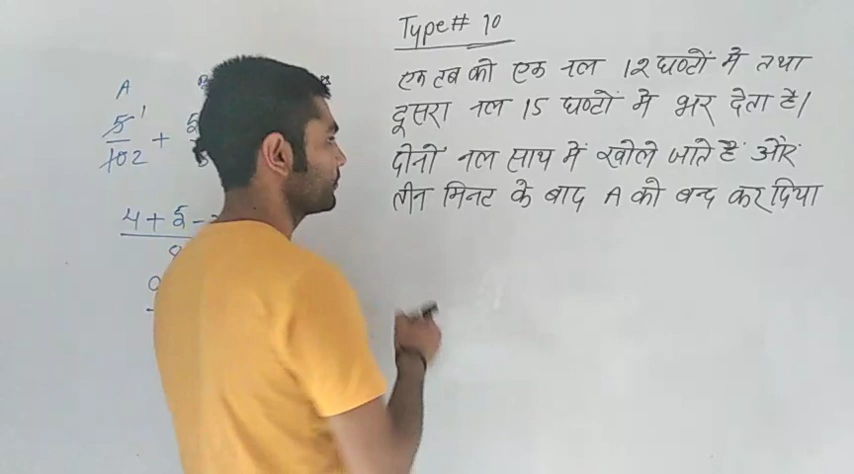 Type# 10
एक टब को एक नल 12 घण्टों में तथा
दूसरा नल 15 घण्टों में भर देता है।
दोनों नल साथ में खोले जाते हैं और
तीन मिनट के बाद A को बन्द कर दिया
A
5 1
/ 10 2 +
4 + 5 -